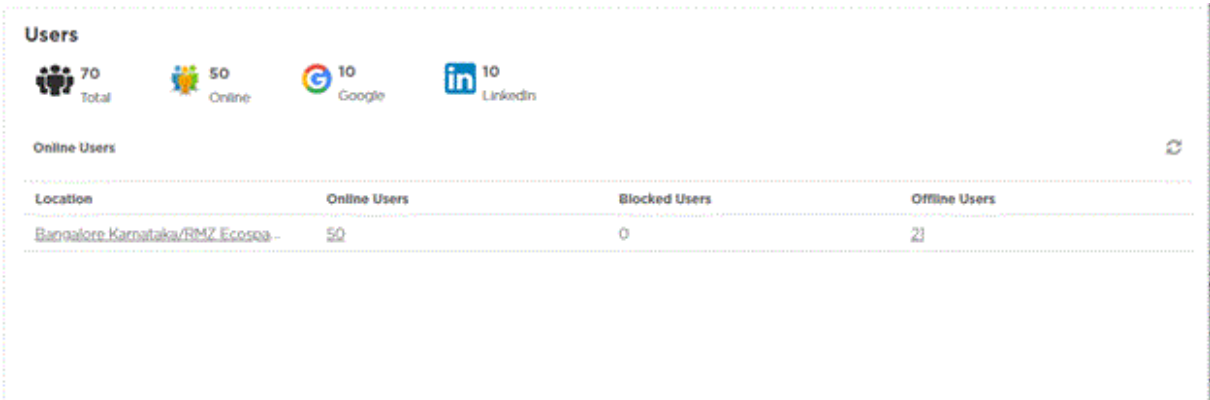 Users
70 50 10 10
Total Online Google LinkedIn
Online Users
Location Online Users Blocked Users Offline Users
Bangalore Karnataka/RMZ Ecospa... 50 0 21